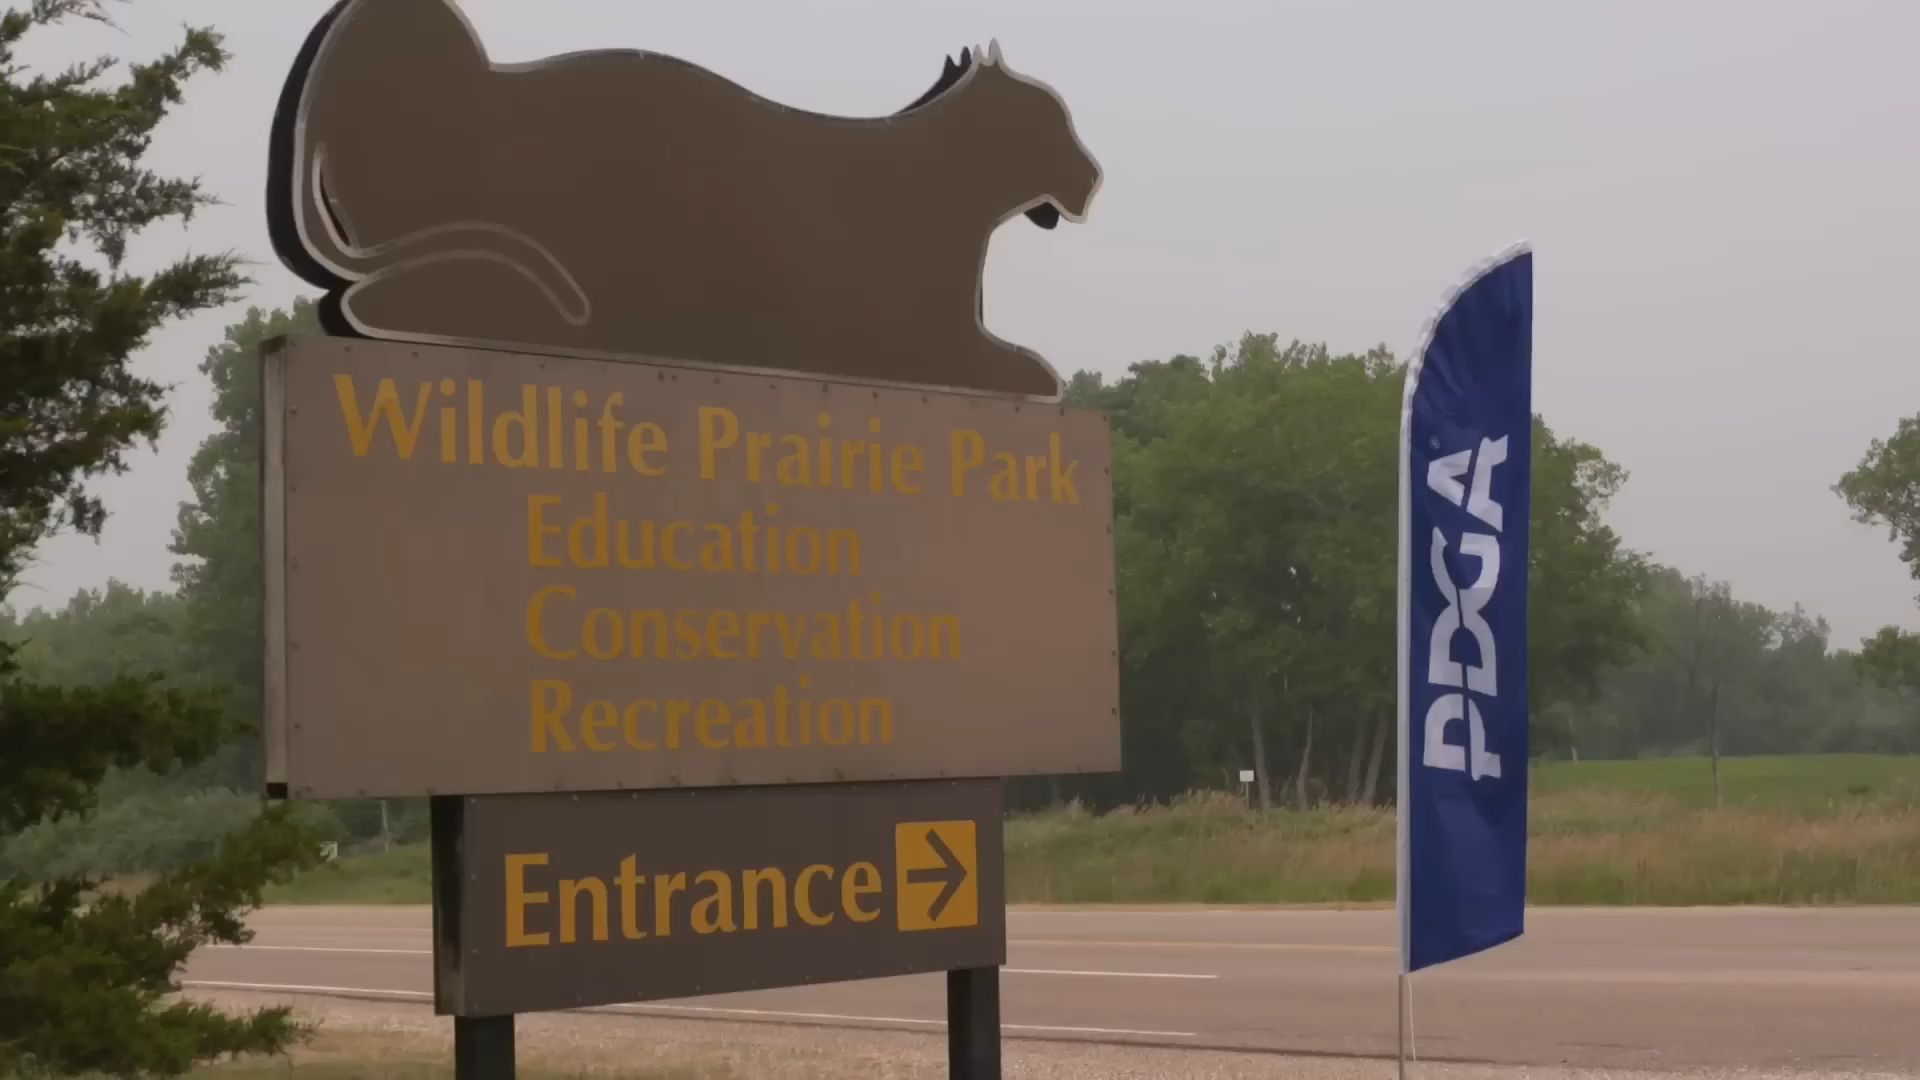 Wildlife Prairie Park
Education
Conservation
Recreation
Entrance
PDGA